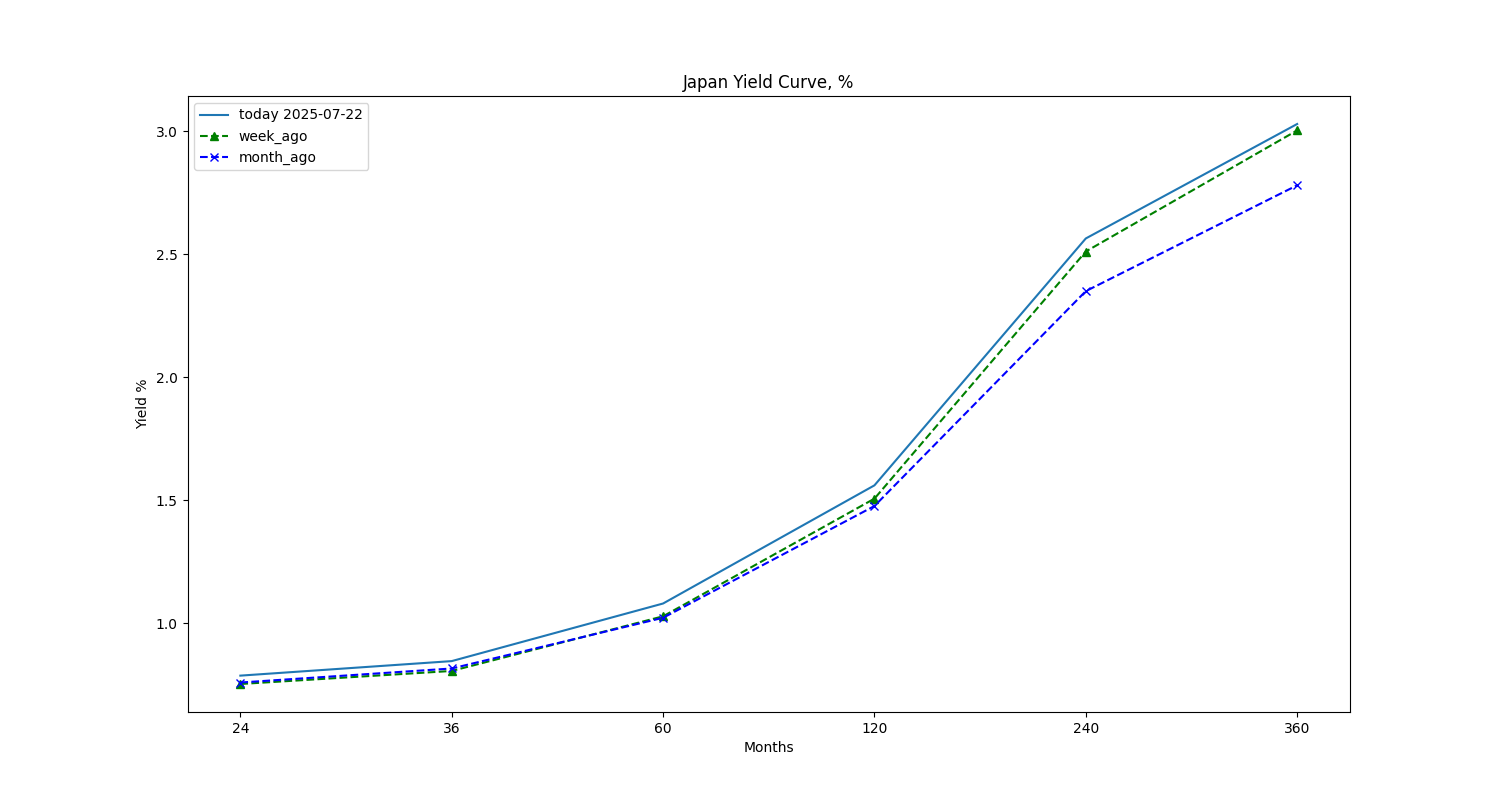 Japan Yield Curve, %
today 2025-07-22
week_ago
month_ago
3.0
2.5
2.0
1.5
1.0
Yield %
24 36 60 120 240 360
Months